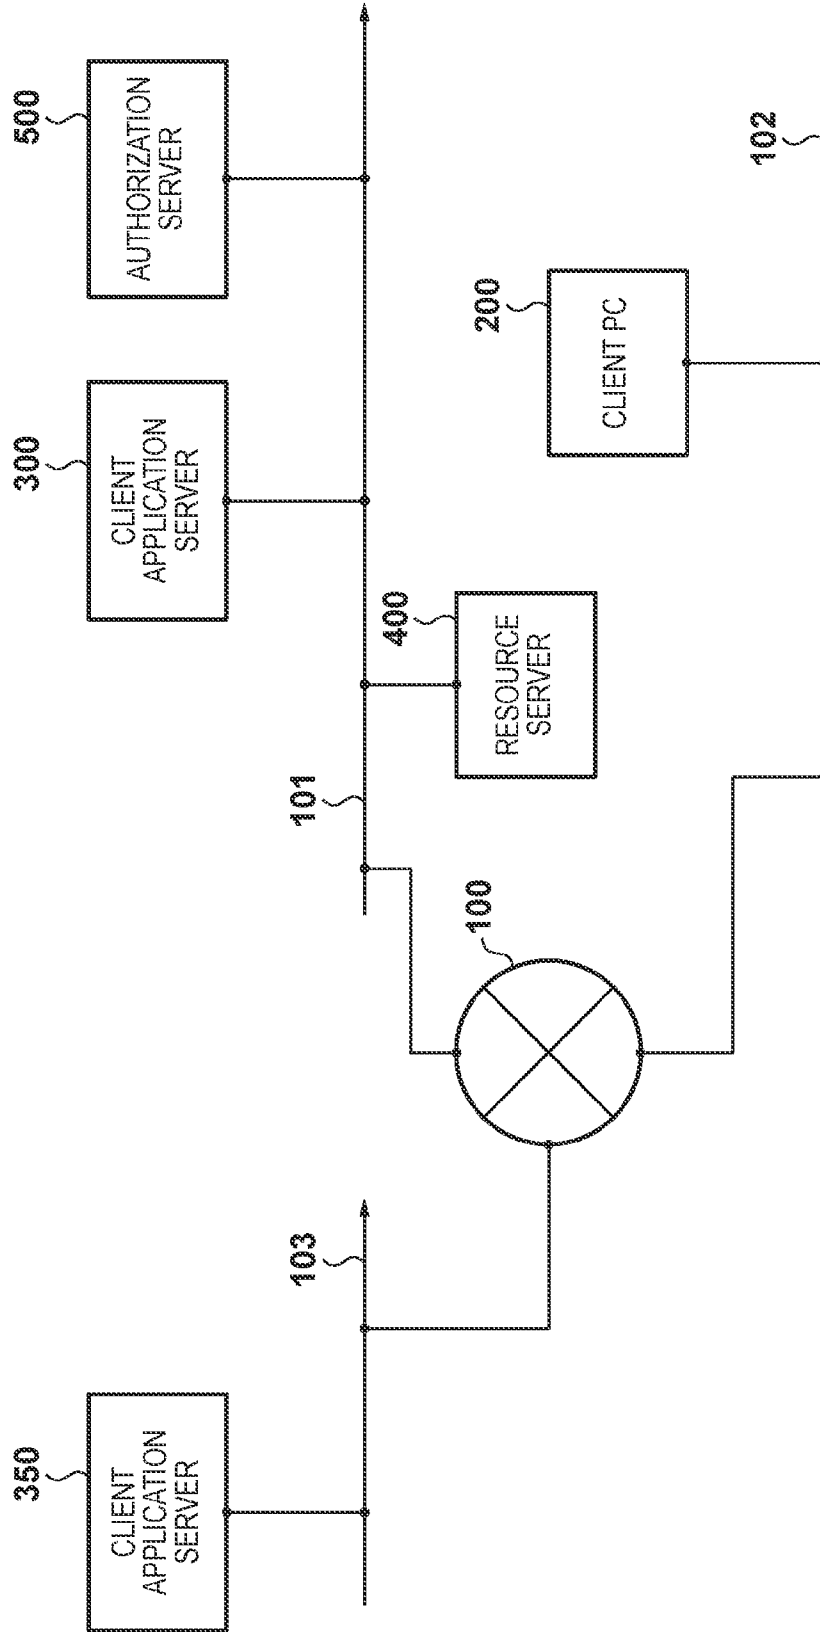 350
CLIENT
APPLICATION
SERVER
103
100
101
400
RESOURCE
SERVER
300
CLIENT
APPLICATION
SERVER
500
AUTHORIZATION
SERVER
200
CLIENT PC
102